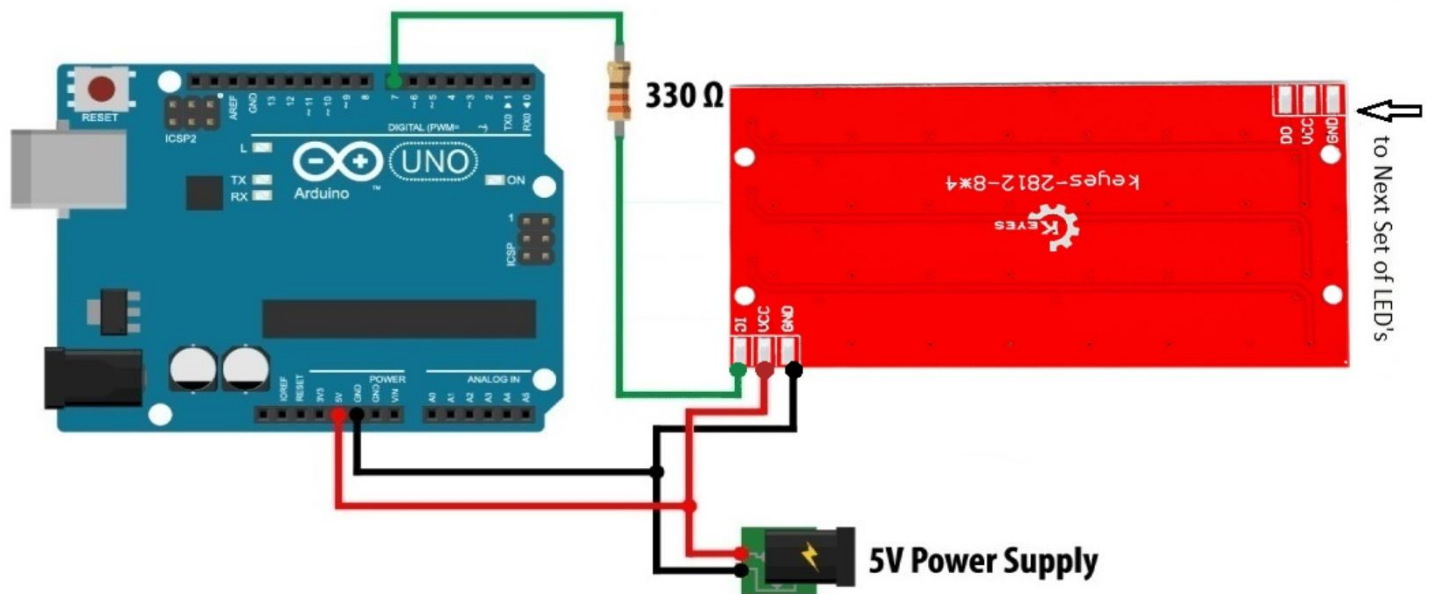 RESET
ICSP2
AREF
GND
13
12
~11
~10
~9
8
7
~6
~5
4
~3
2
TX0 ▶ 1
RX0 ◀ 0
DIGITAL (PWM= ~)
L
TX
RX
Arduino
™
UNO
ON
1
ICSP
POWER
ANALOG IN
IOREF
RESET
3V3
5V
GND
GND
VIN
A0
A1
A2
A3
A4
A5
330 Ω
DO
VCC
GND
keyes-2812-8*4
KEYES
DI
VCC
GND
to Next Set of LED's
5V Power Supply